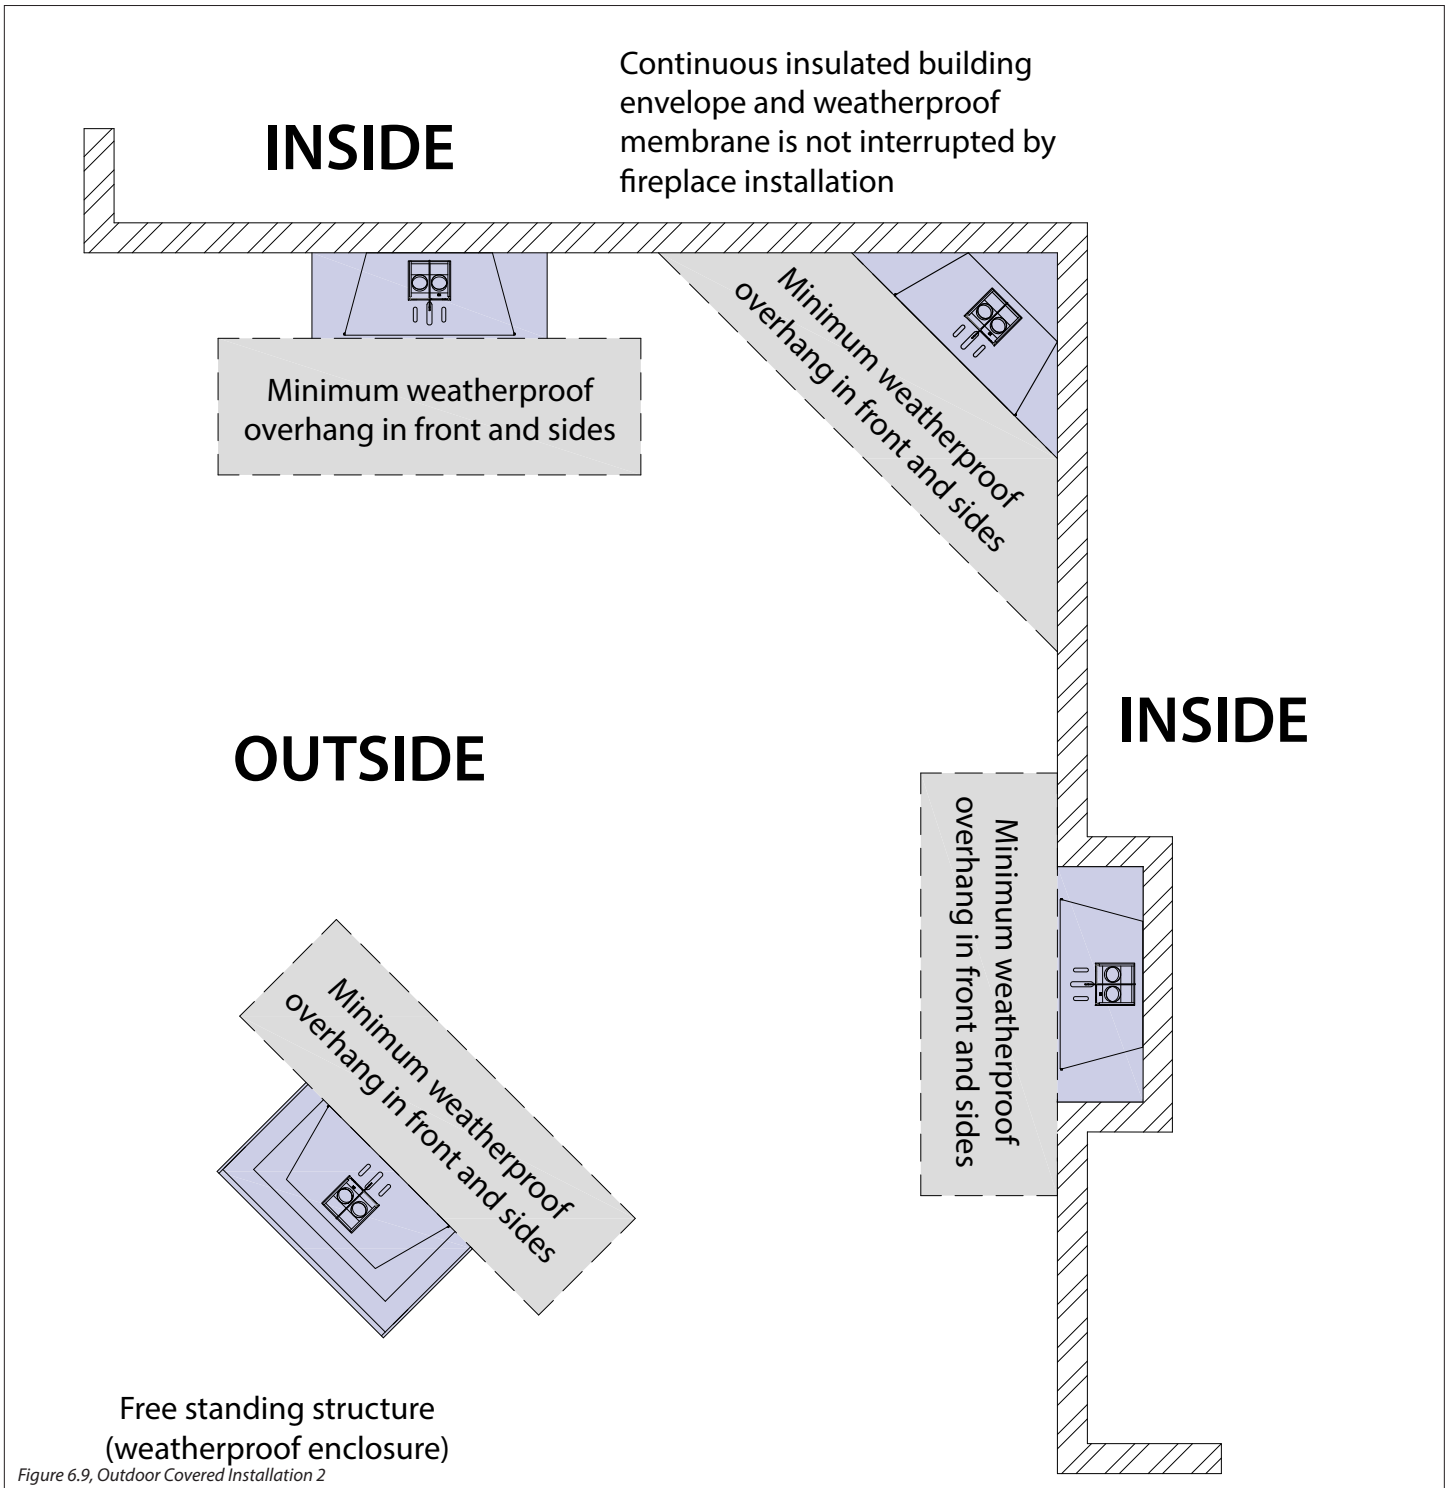 Continuous insulated building
envelope and weatherproof
membrane is not interrupted by
fireplace installation
INSIDE
Minimum weatherproof
overhang in front and sides
Minimum weatherproof
overhang in front and sides
INSIDE
OUTSIDE
Minimum weatherproof
overhang in front and sides
Minimum weatherproof
overhang in front and sides
Free standing structure
(weatherproof enclosure)
Figure 6.9, Outdoor Covered Installation 2